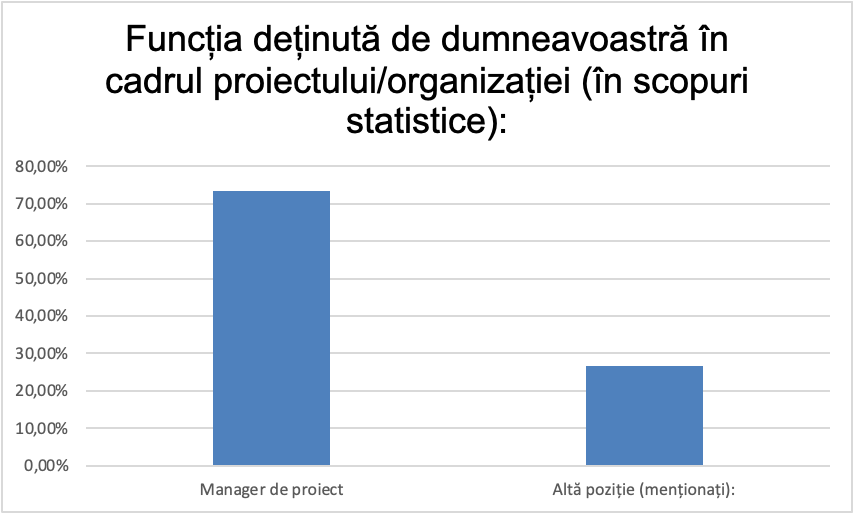 Funcția deținută de dumneavoastră în
cadrul proiectului/organizației (în scopuri
statistice):
80,00%
70,00%
60,00%
50,00%
40,00%
30,00%
20,00%
10,00%
0,00%
Manager de proiect
Altă poziție (menționați):